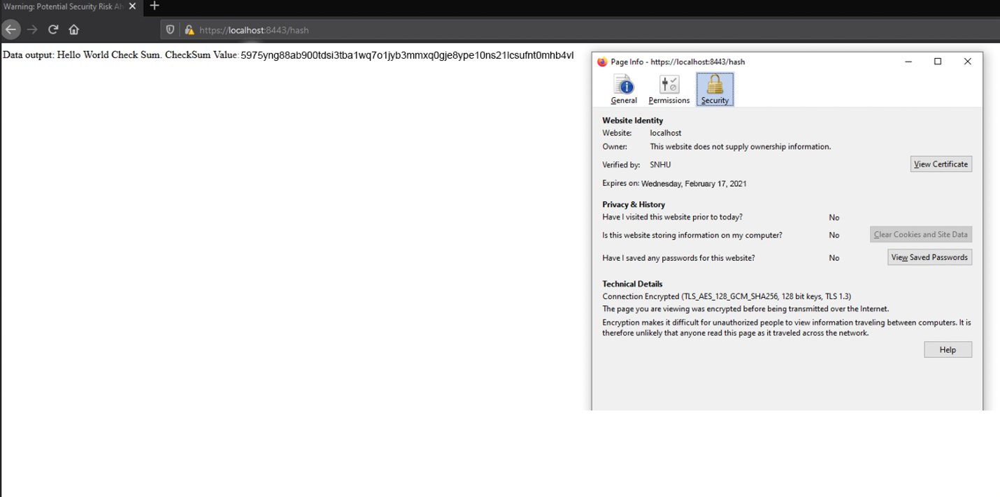 Warning: Potential Security Risk Ah
https://localhost:8443/hash
Data output: Hello World Check Sum. CheckSum Value: 5975yng88ab900tdsi3tba1wq7o1jyb3mmxq0gje8ype10ns21lcsufnt0mhb4vl
Page Info - https://localhost:8443/hash
General Permissions Security
Website Identity
Website: localhost
Owner: This website does not supply ownership information.
Verified by: SNHU View Certificate
Expires on: Wednesday, February 17, 2021
Privacy & History
Have I visited this website prior to today? No
Is this website storing information on my computer? No Clear Cookies and Site Data
Have I saved any passwords for this website? No View Saved Passwords
Technical Details
Connection Encrypted (TLS_AES_128_GCM_SHA256, 128 bit keys, TLS 1.3)
The page you are viewing was encrypted before being transmitted over the Internet.
Encryption makes it difficult for unauthorized people to view information traveling between computers. It is
therefore unlikely that anyone read this page as it traveled across the network.
Help